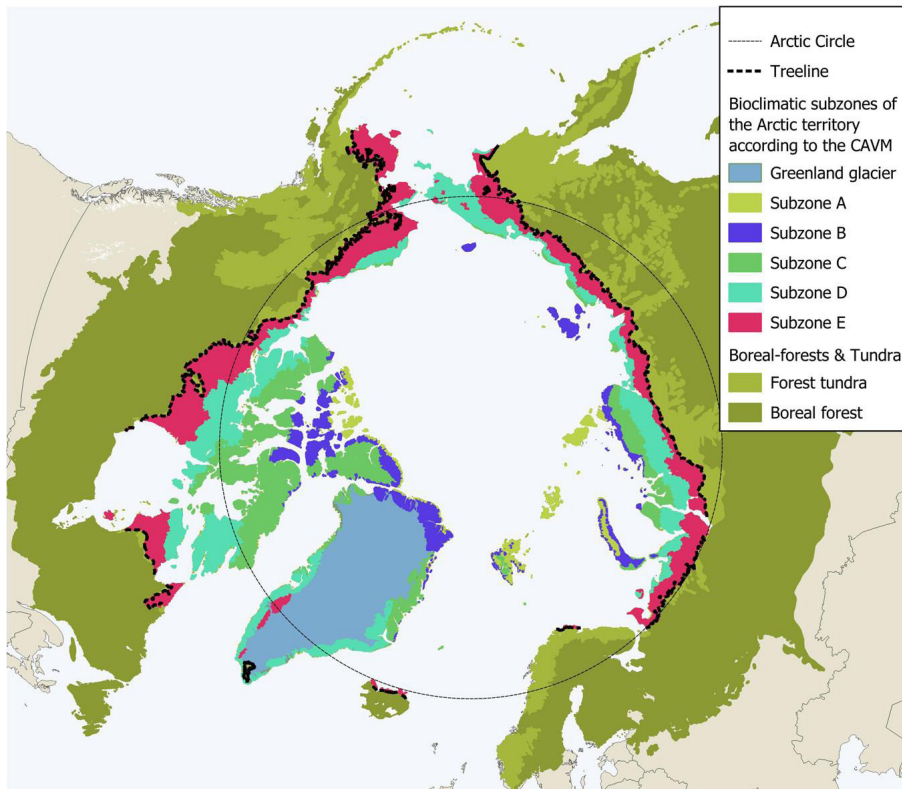 Arctic Circle
Treeline
Bioclimatic subzones of
the Arctic territory
according to the CAVM
Greenland glacier
Subzone A
Subzone B
Subzone C
Subzone D
Subzone E
Boreal-forests & Tundra
Forest tundra
Boreal forest